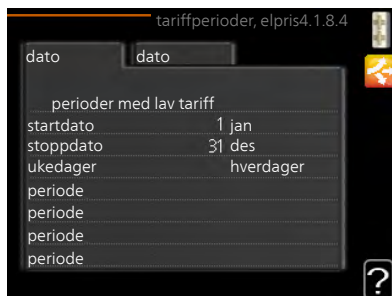 tariffperioder, elpris4.1.8.4
dato dato
perioder med lav tariff
startdato 1 jan
stoppdato 31 des
ukedager hverdager
periode
periode
periode
periode
?